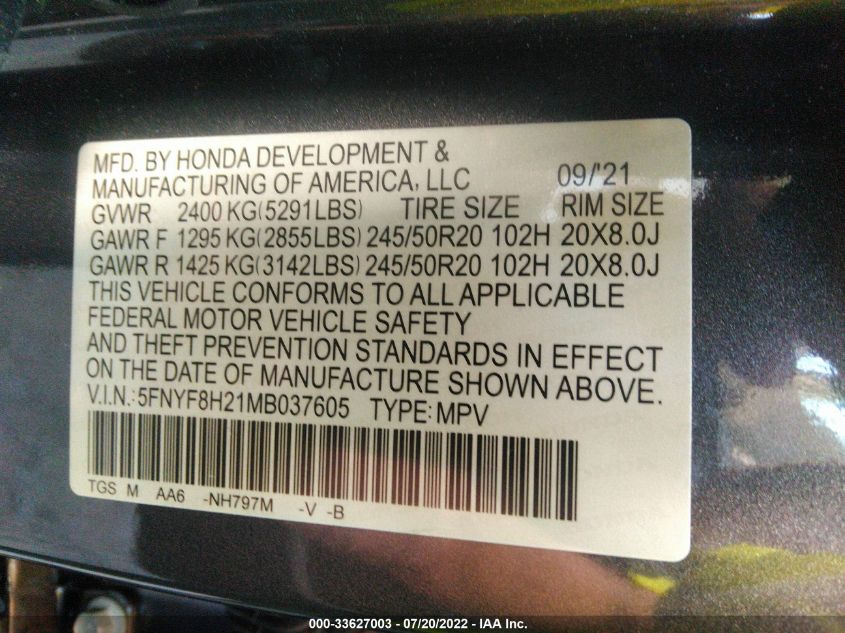 MFD. BY HONDA DEVELOPMENT &
MANUFACTURING OF AMERICA, LLC 09/'21
GVWR 2400 KG(5291LBS) TIRE SIZE RIM SIZE
GAWR F 1295 KG(2855LBS) 245/50R20 102H 20X8.0J
GAWR R 1425 KG(3142LBS) 245/50R20 102H 20X8.0J
THIS VEHICLE CONFORMS TO ALL APPLICABLE
FEDERAL MOTOR VEHICLE SAFETY
AND THEFT PREVENTION STANDARDS IN EFFECT
ON THE DATE OF MANUFACTURE SHOWN ABOVE.
V.I.N.:5FNYF8H21MB037605 TYPE:MPV
TGS M AA6 -NH797M -V -B
000-33627003 - 07/20/2022 - IAA Inc.